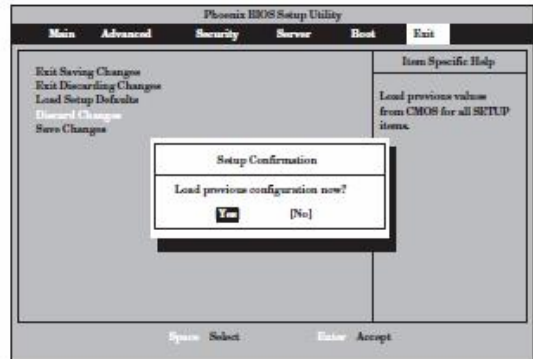 Phoenix BIOS Setup Utility
Main Advanced Security Server Boot Exit
Item Specific Help
Exit Saving Changes
Exit Discarding Changes
Load Setup Defaults
Discard Changes
Save Changes
Load previous values
from CMOS for all SETUP
items.
Setup Confirmation
Load previous configuration now?
Yes [No]
Space Select Enter Accept